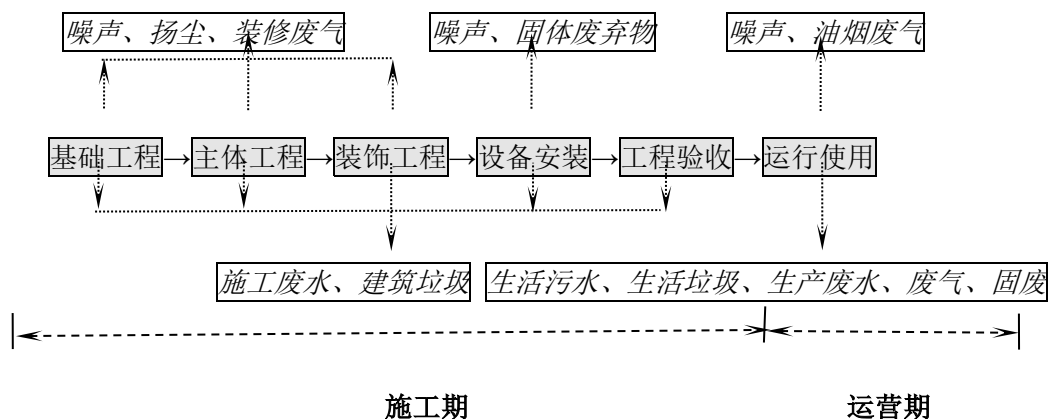 噪声、扬尘、装修废气 噪声、固体废弃物 噪声、油烟废气
基础工程→主体工程→装饰工程→设备安装→工程验收→运行使用
施工废水、建筑垃圾 生活污水、生活垃圾、生产废水、废气、固废
施工期 运营期